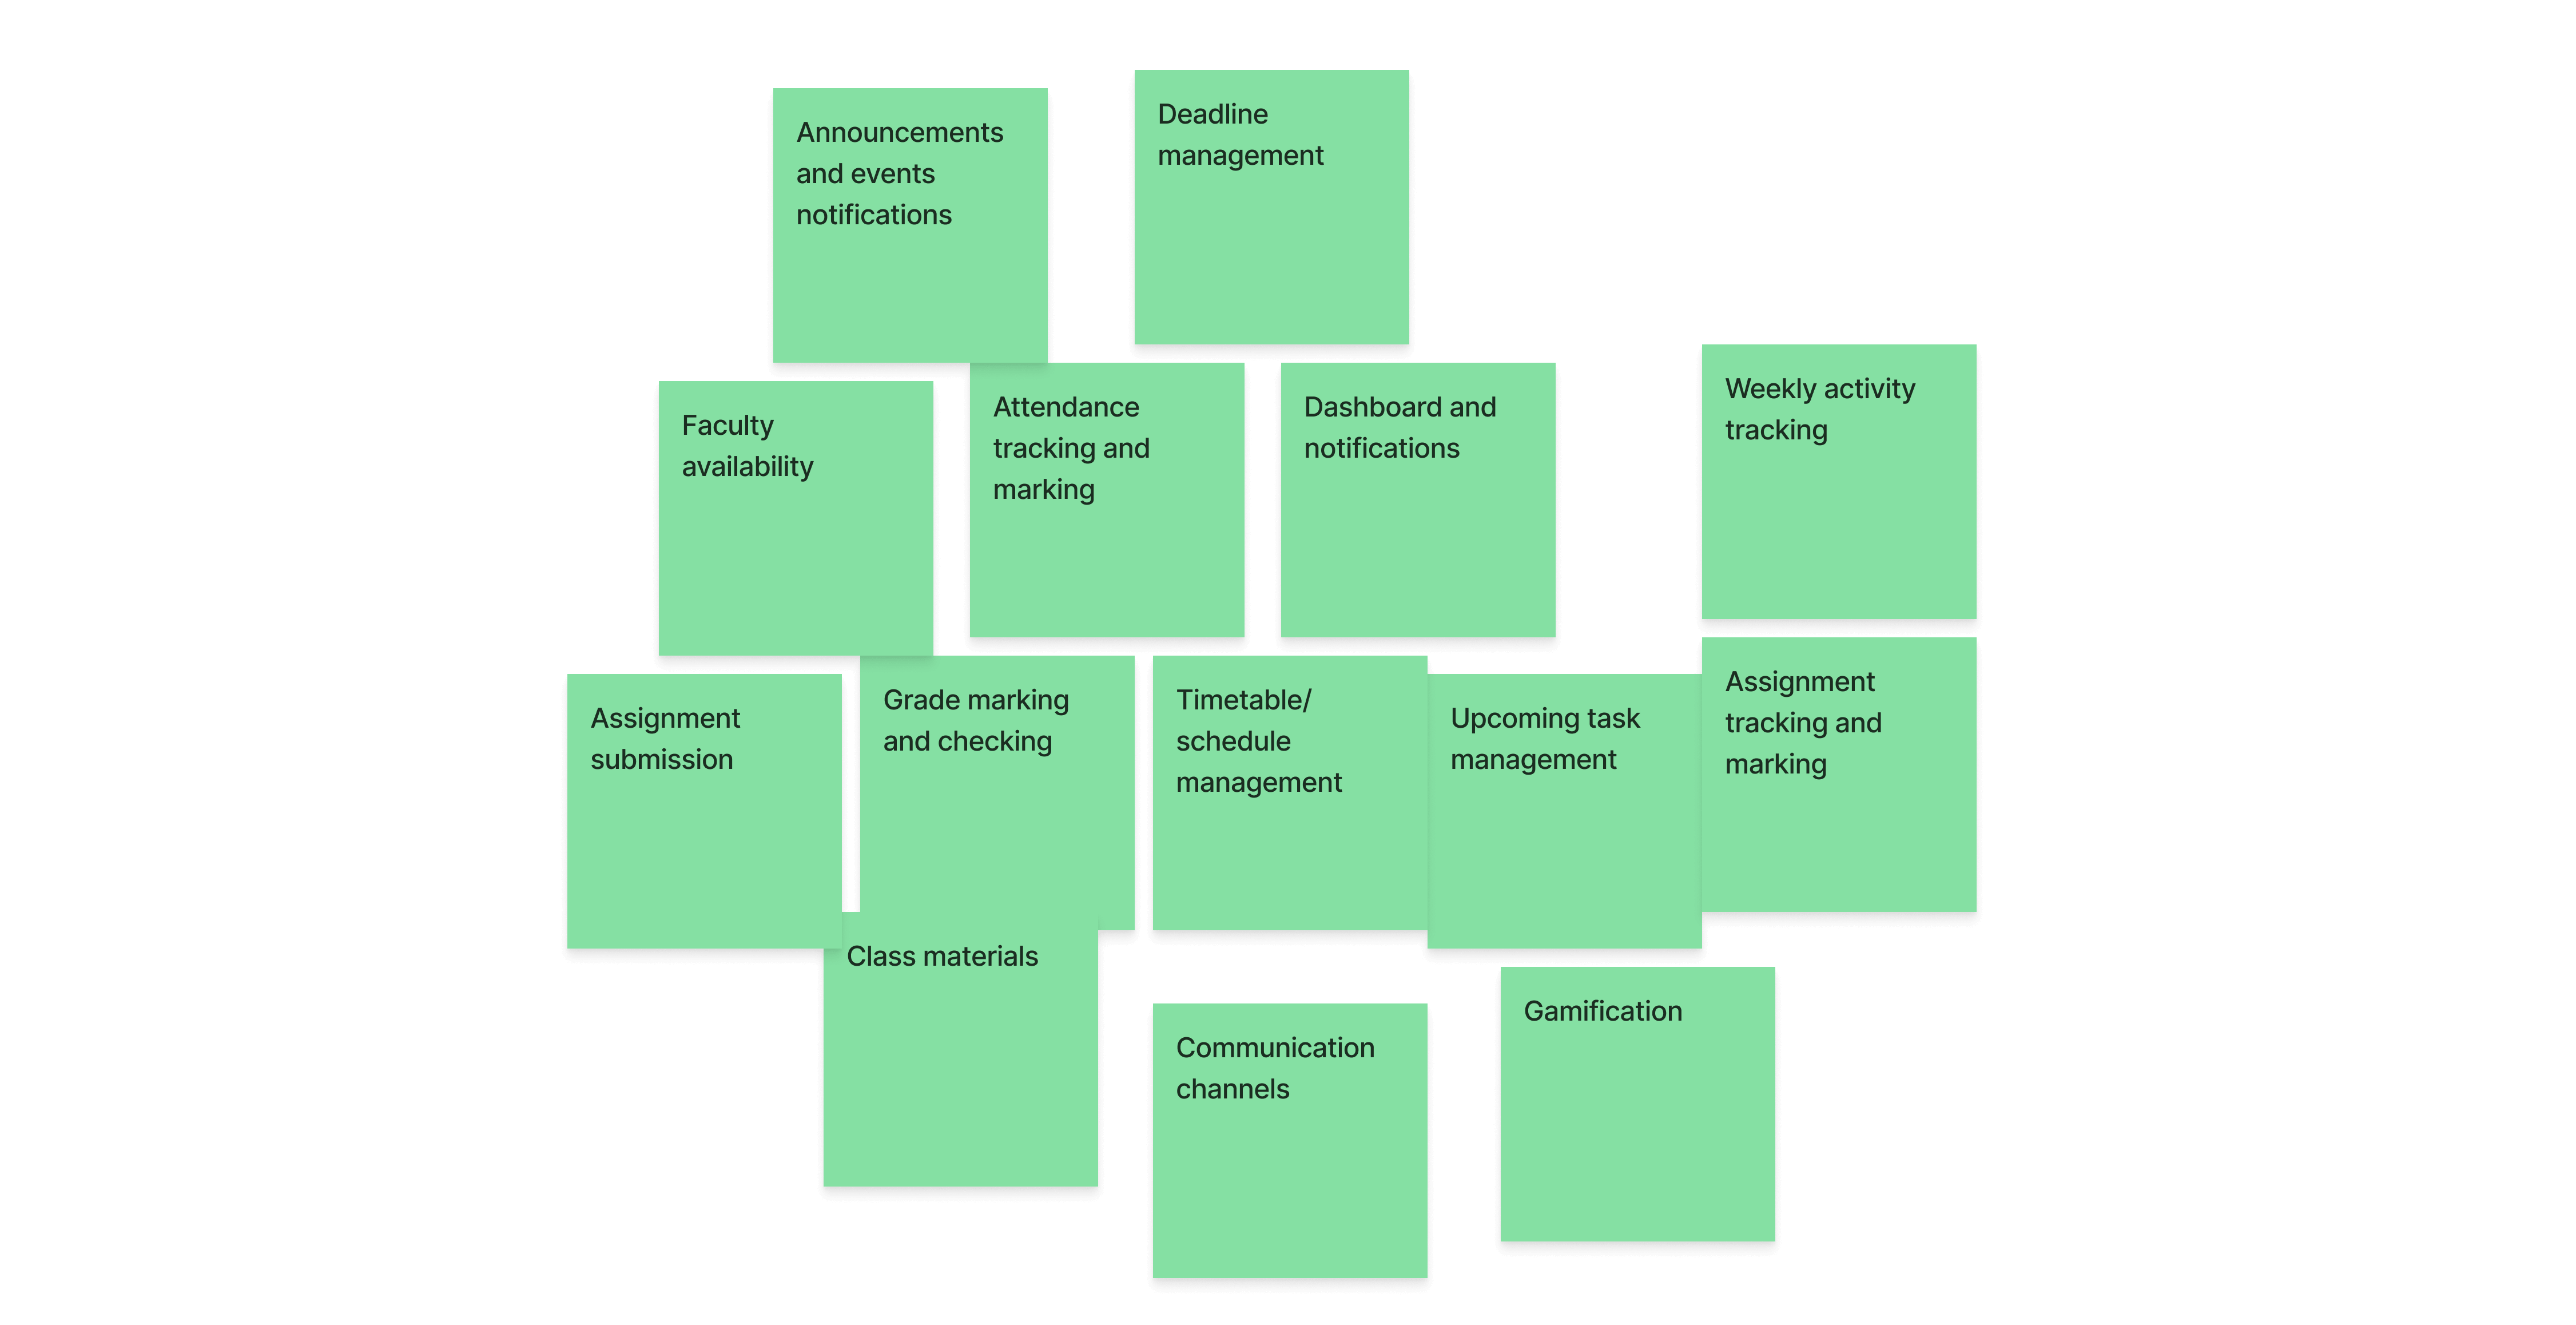 Announcements
and events
notifications
Deadline
management
Faculty
availability
Attendance
tracking and
marking
Dashboard and
notifications
Weekly activity
tracking
Assignment
submission
Grade marking
and checking
Timetable/
schedule
management
Upcoming task
management
Assignment
tracking and
marking
Class materials
Communication
channels
Gamification